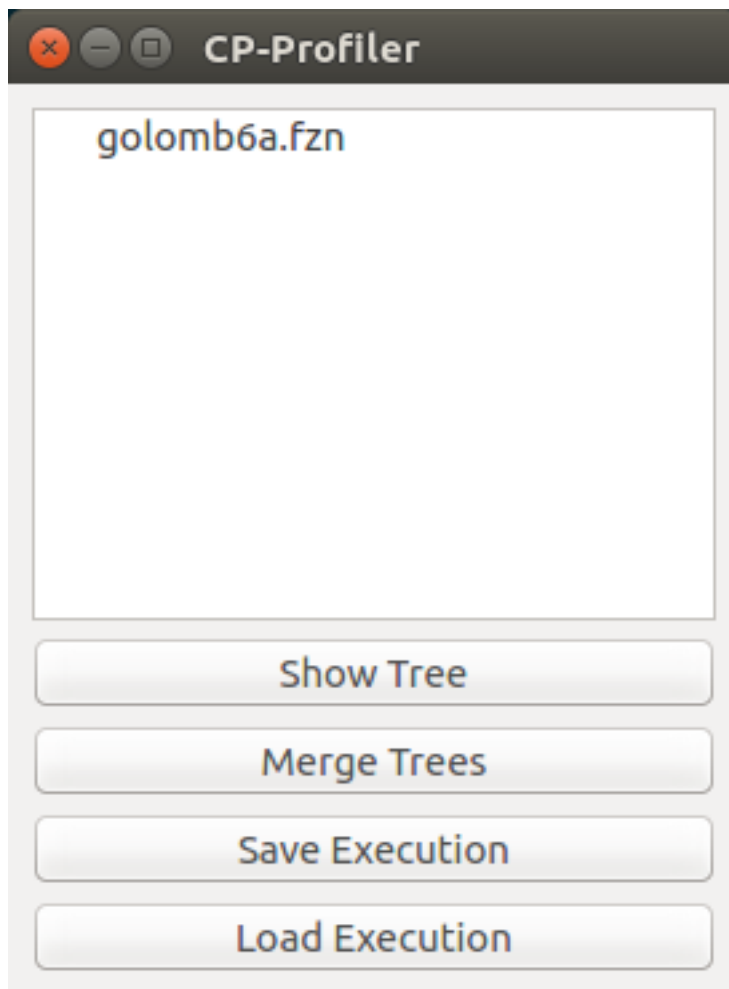 CP-Profiler
golomb6a.fzn
Show Tree
Merge Trees
Save Execution
Load Execution